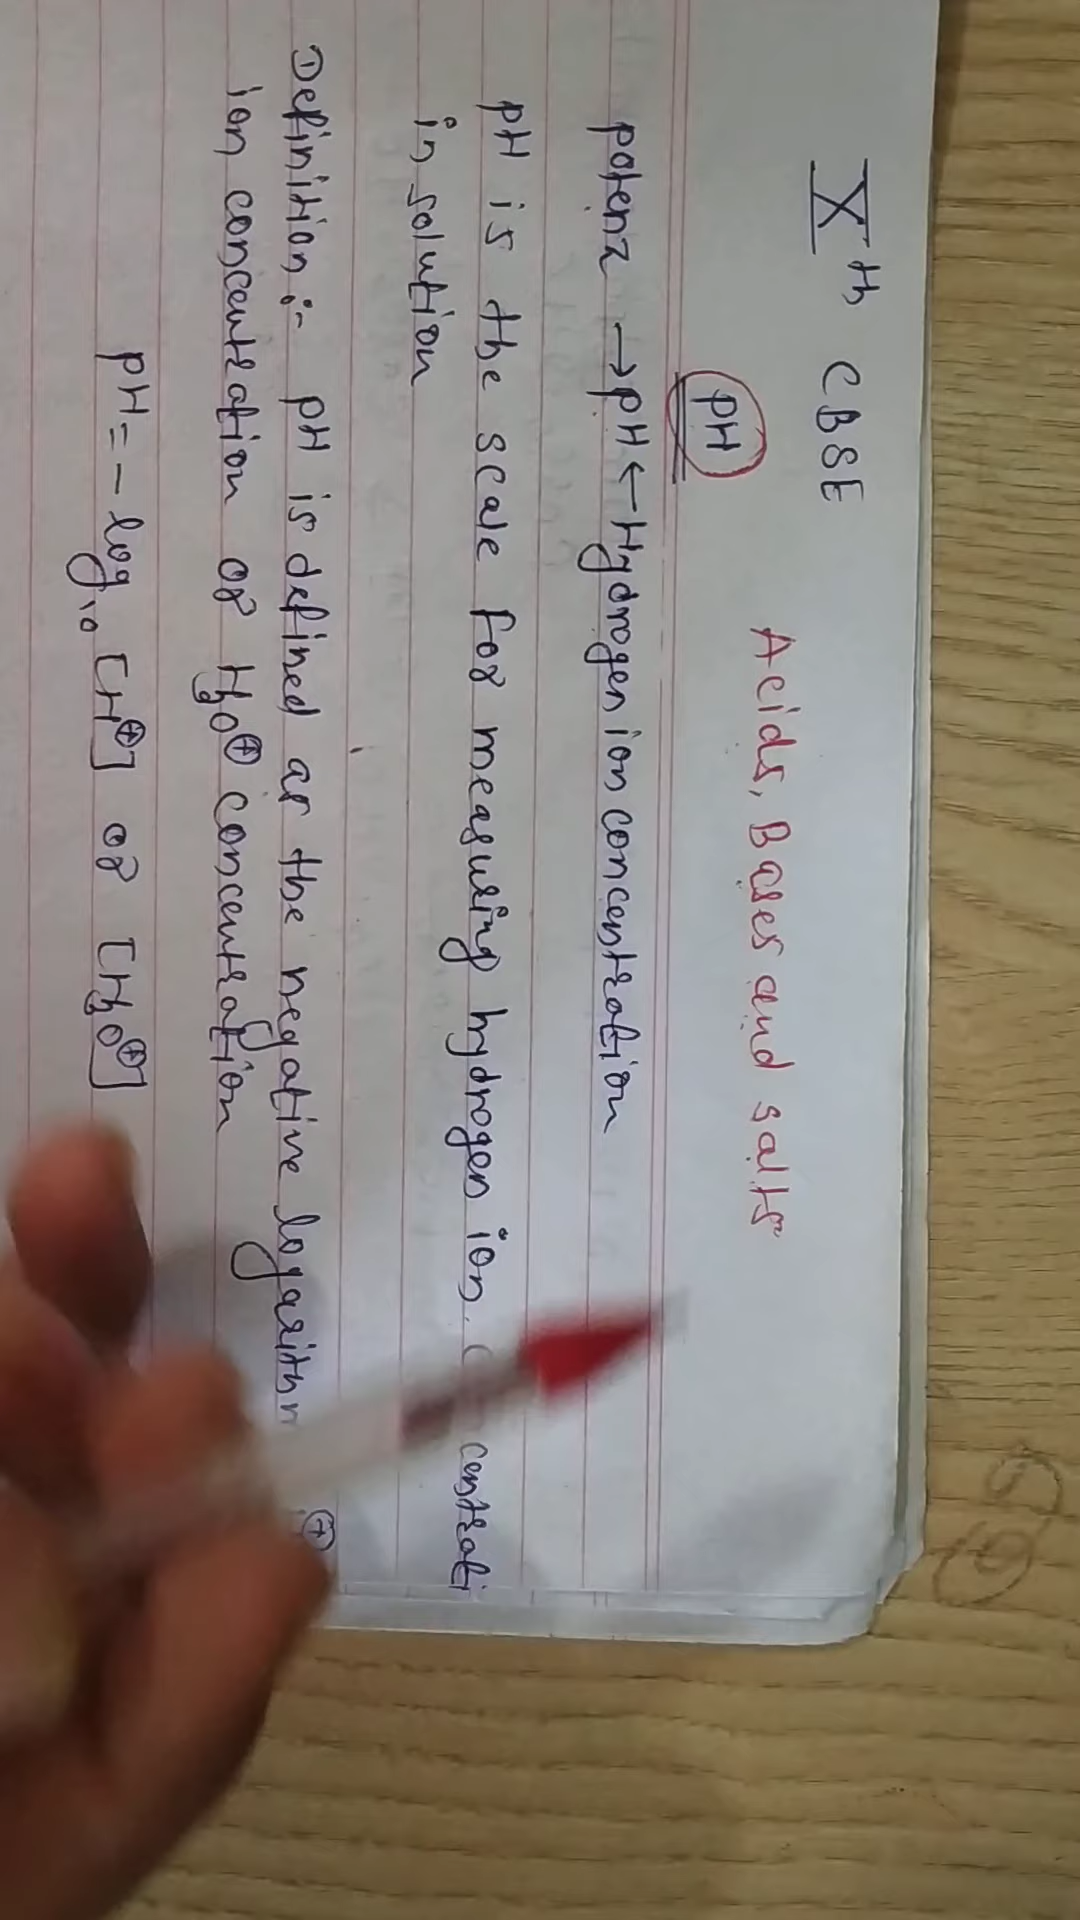 Xth CBSE
Acids, Bases and salts
pH
potenz → pH ← Hydrogen ion concentration
pH is the scale for measuring hydrogen ion
in solution
Definition :- pH is defined as the negative
ion concentration or H₃O⊕ concentration
pH = - log₁₀ [H⊕] or [H₃O⊕]